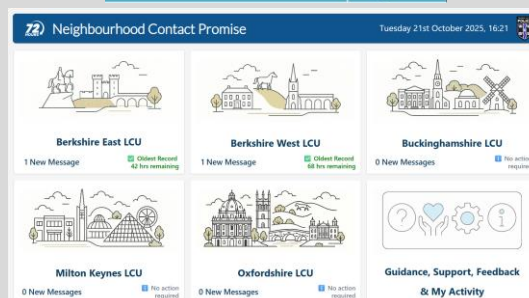 72 HOURS Neighbourhood Contact Promise Tuesday 21st October 2025, 16:21
Berkshire East LCU
1 New Message
Oldest Record
42 hrs remaining
Berkshire West LCU
1 New Message
Oldest Record
68 hrs remaining
Buckinghamshire LCU
0 New Messages
No action
required
Milton Keynes LCU
0 New Messages
No action
required
Oxfordshire LCU
0 New Messages
No action
required
Guidance, Support, Feedback
& My Activity